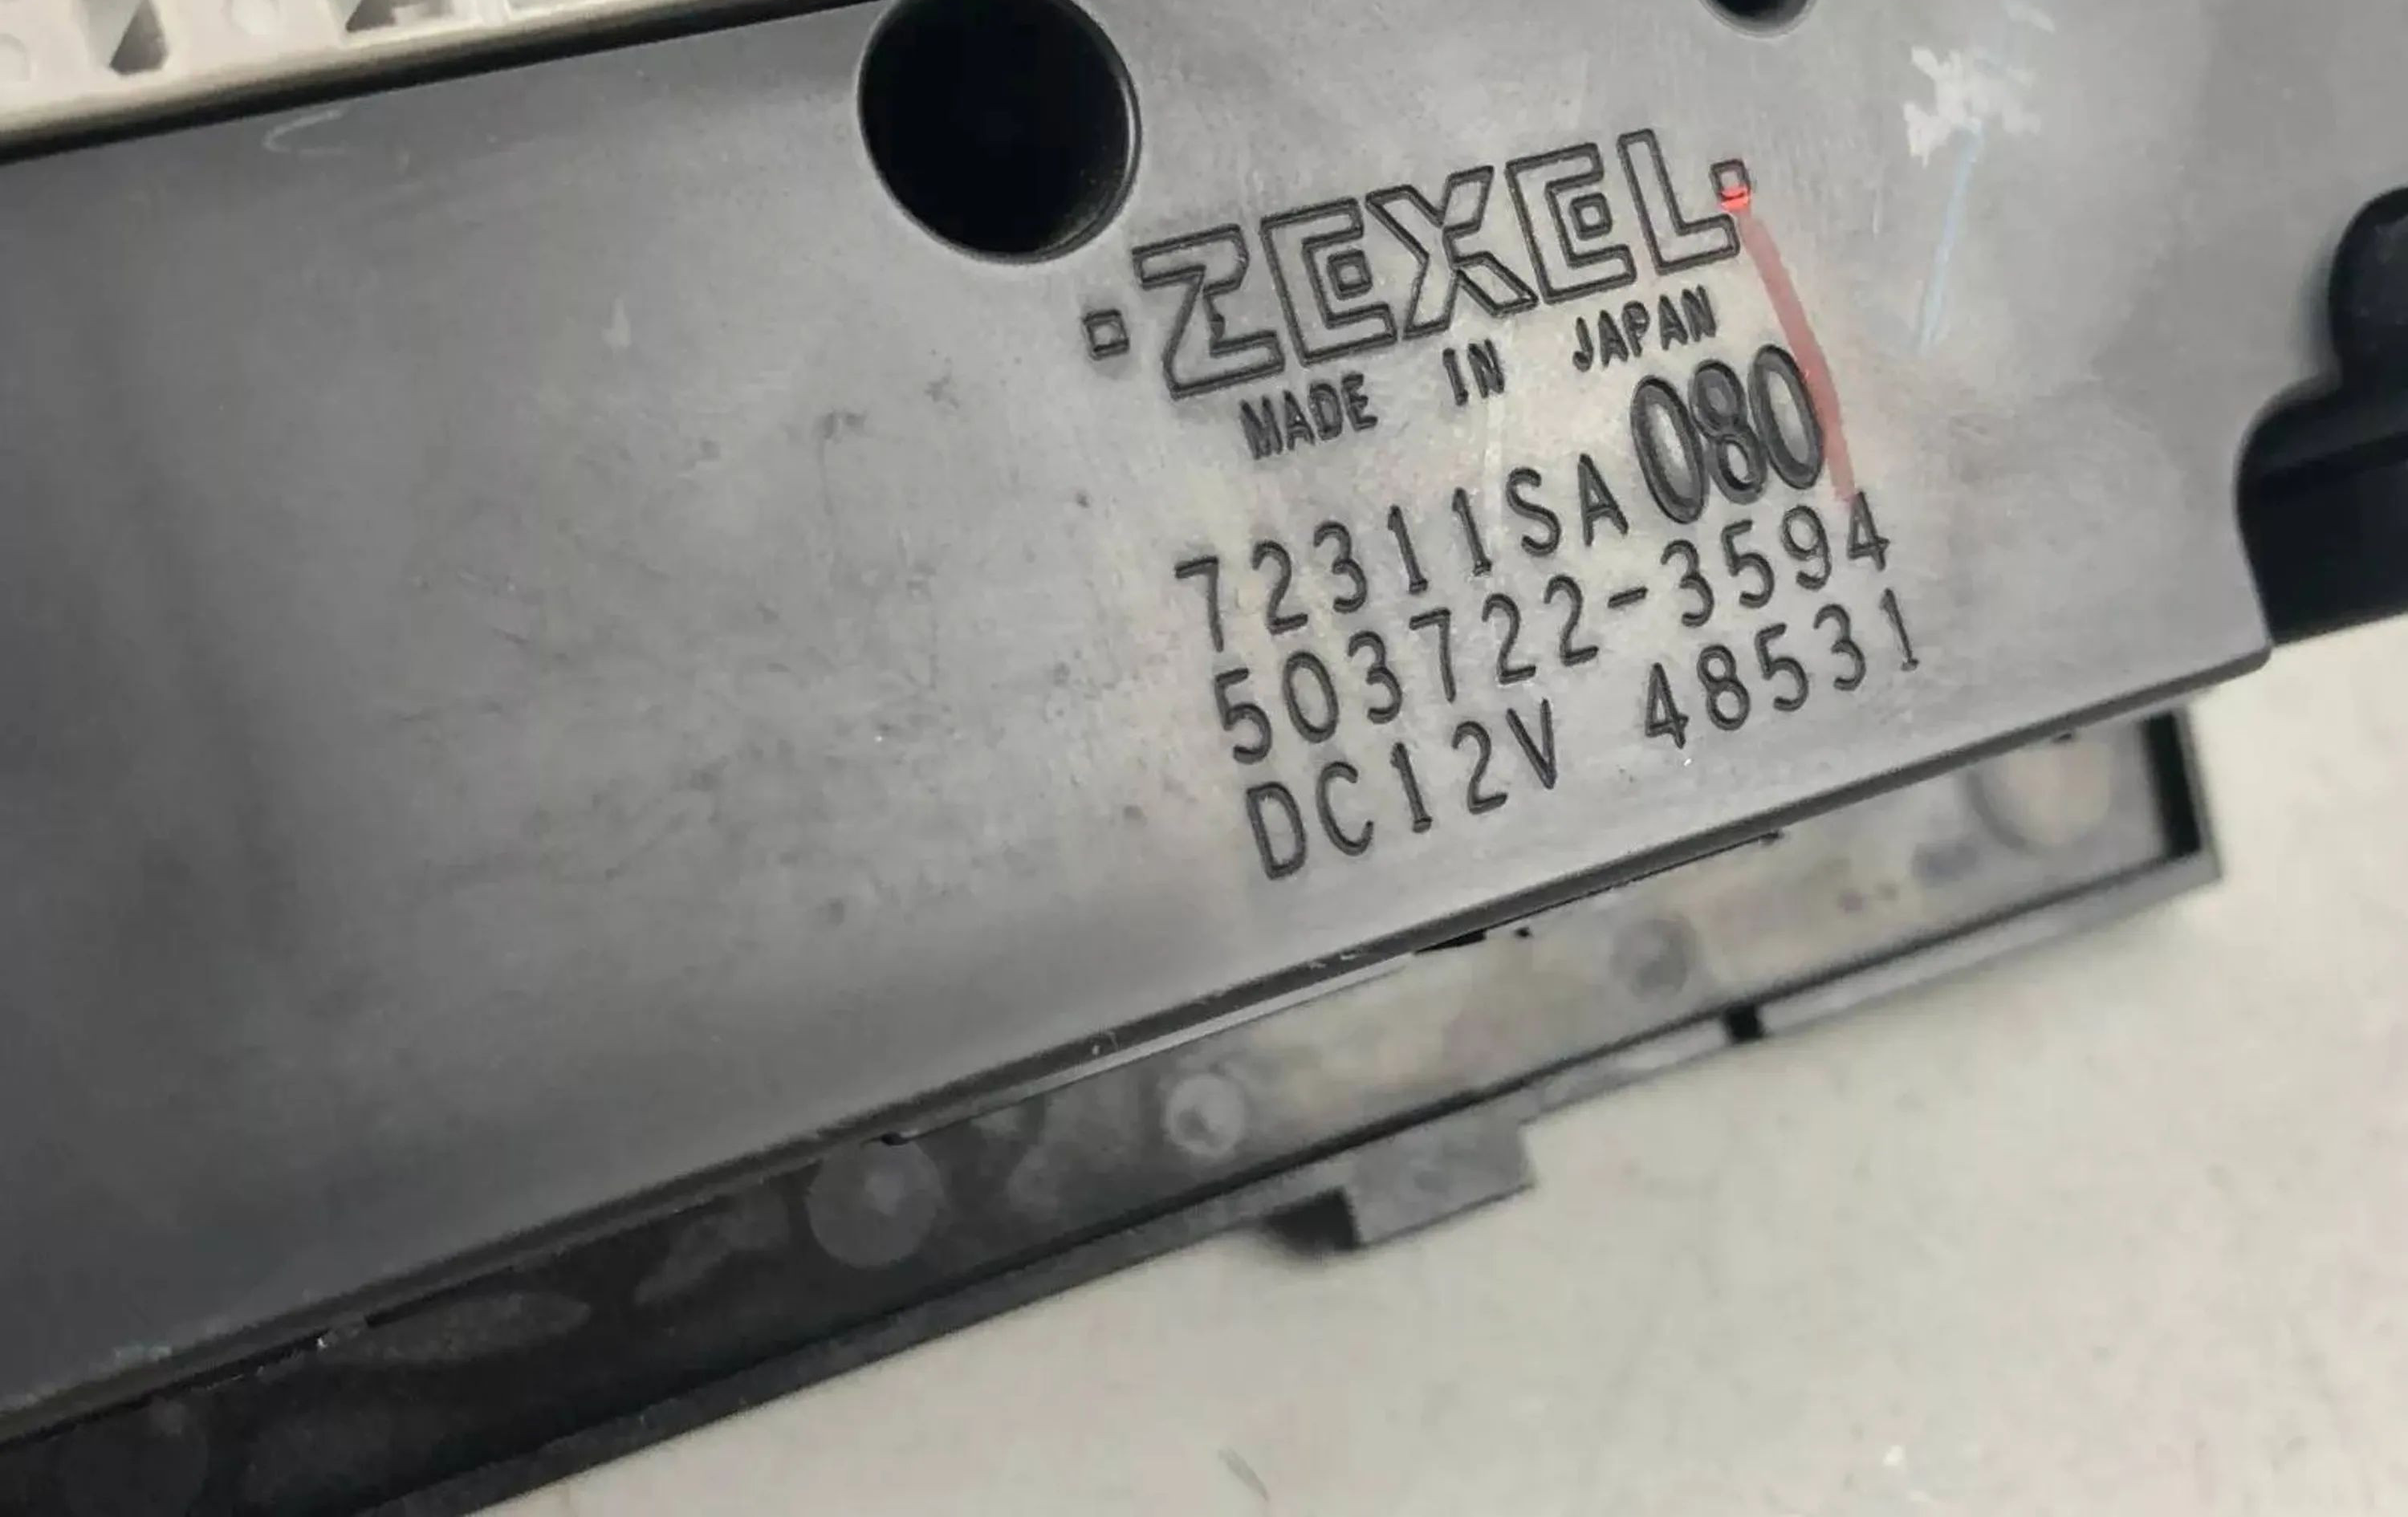 ZEXEL
MADE IN JAPAN
72311SA080
503722-3594
DC12V 48531